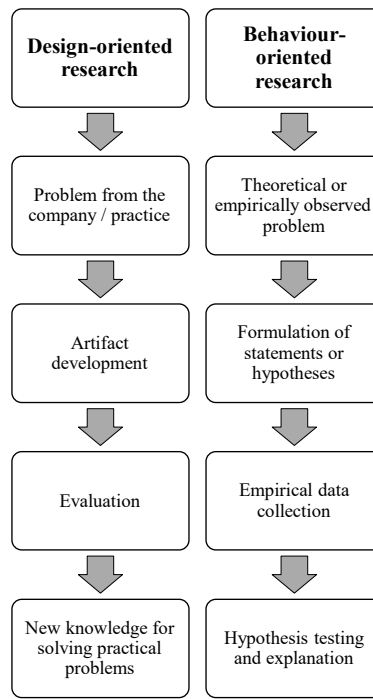 Design-oriented
research
Behaviour-
oriented
research
Problem from the
company / practice
Theoretical or
empirically observed
problem
Artifact
development
Formulation of
statements or
hypotheses
Evaluation
Empirical data
collection
New knowledge for
solving practical
problems
Hypothesis testing
and explanation